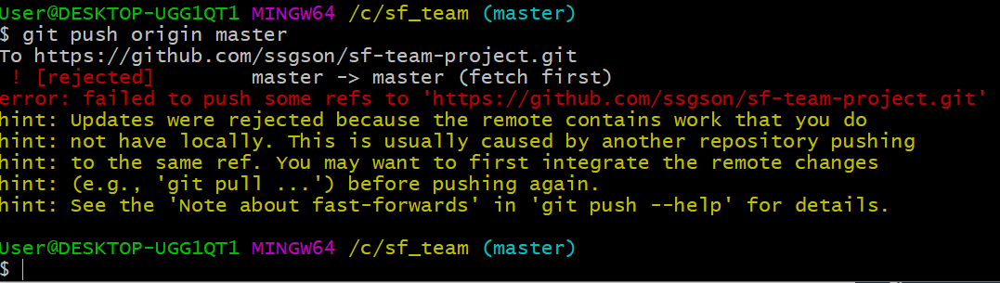 User@DESKTOP-UGG1QT1 MINGW64 /c/sf_team (master)
$ git push origin master
To https://github.com/ssgson/sf-team-project.git
 ! [rejected]        master -> master (fetch first)
error: failed to push some refs to 'https://github.com/ssgson/sf-team-project.git'
hint: Updates were rejected because the remote contains work that you do
hint: not have locally. This is usually caused by another repository pushing
hint: to the same ref. You may want to first integrate the remote changes
hint: (e.g., 'git pull ...') before pushing again.
hint: See the 'Note about fast-forwards' in 'git push --help' for details.
User@DESKTOP-UGG1QT1 MINGW64 /c/sf_team (master)
$